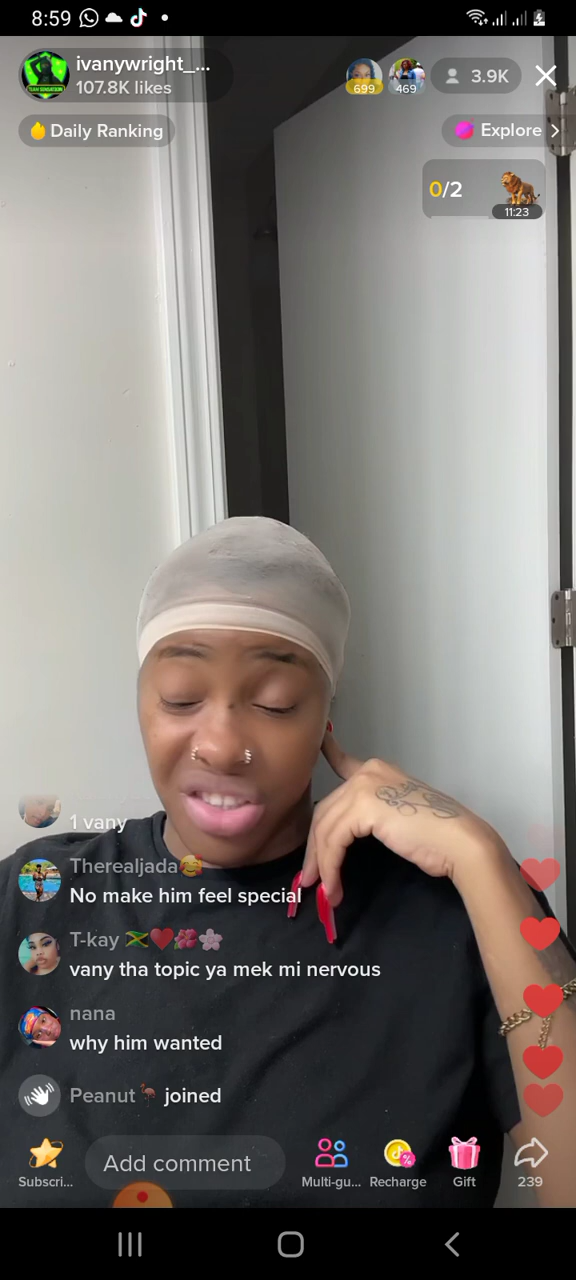 8:59
ivanywright_...
107.8K likes
699
469
3.9K
Daily Ranking
Explore
0/2
11:23
1 vany
Therealjada
No make him feel special
T-kay
vany tha topic ya mek mi nervous
nana
why him wanted
Peanut joined
Add comment
Subscri...
Multi-gu...
Recharge
Gift
239